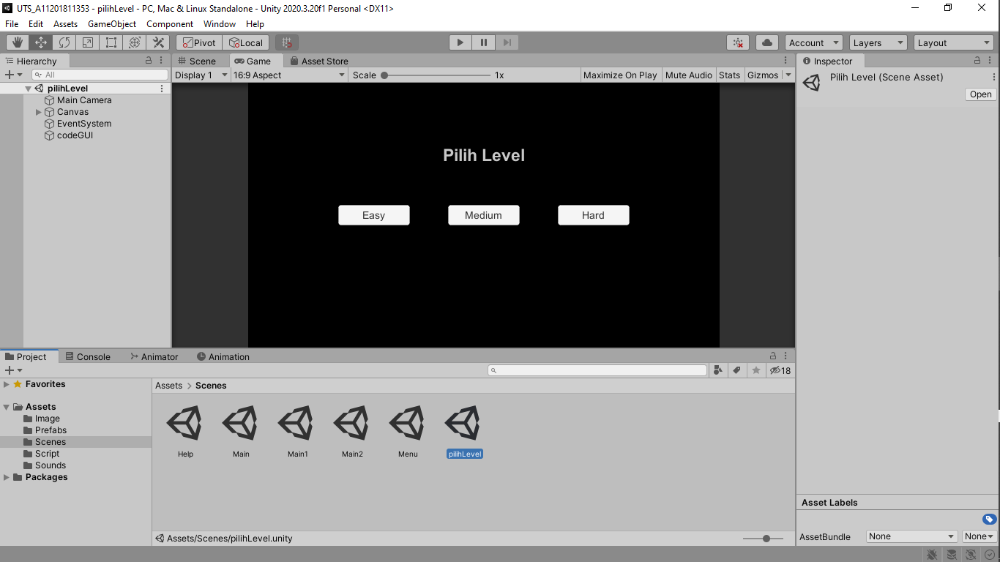 UTS_A11201811353 - pilihLevel - PC, Mac & Linux Standalone - Unity 2020.3.20f1 Personal <DX11>
File Edit Assets GameObject Component Window Help
Pivot Local Account Layers Layout
Hierarchy
All
pilihLevel
Main Camera
Canvas
EventSystem
codeGUI
Scene Game Asset Store
Display 1 16:9 Aspect Scale 1x Maximize On Play Mute Audio Stats Gizmos
Pilih Level
Easy Medium Hard
Inspector
Pilih Level (Scene Asset)
Open
Project Console Animator Animation
18
Favorites
Assets
Image
Prefabs
Scenes
Script
Sounds
Packages
Assets > Scenes
Help Main Main1 Main2 Menu pilihLevel
Assets/Scenes/pilihLevel.unity
Asset Labels
AssetBundle None None